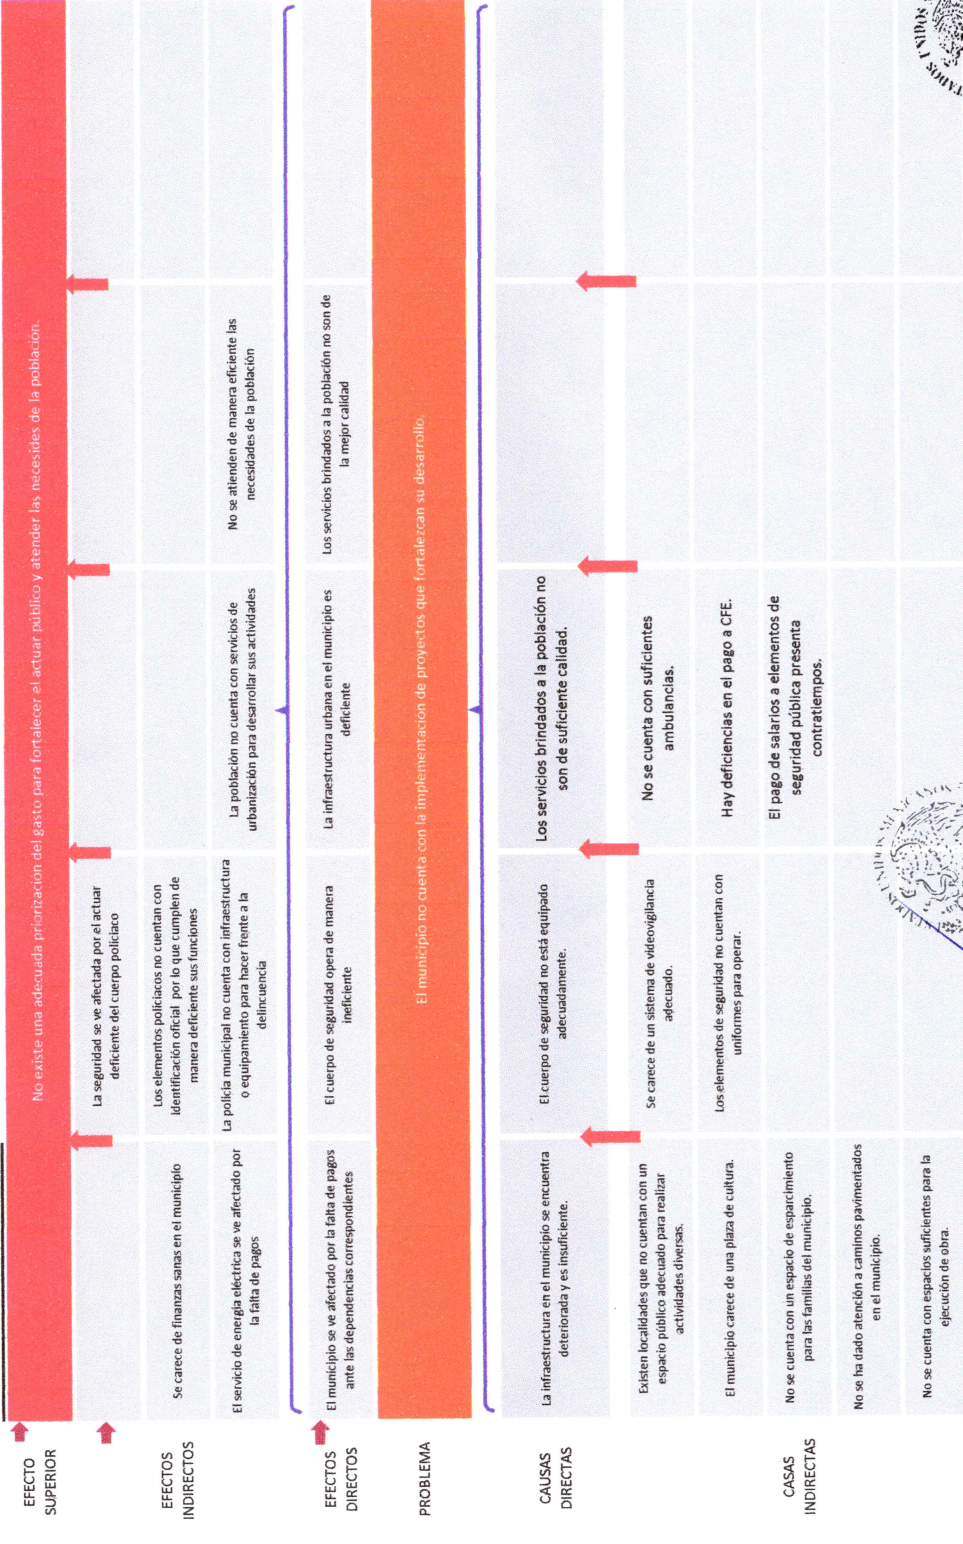 EFECTO
SUPERIOR
No existe una adecuada priorización del gasto para fortalecer el actuar público y atender las necesides de la población.
EFECTOS
INDIRECTOS
La seguridad se ve afectada por el actuar
deficiente del cuerpo policiaco
Se carece de finanzas sanas en el municipio
Los elementos policiacos no cuentan con
identificación oficial por lo que cumplen de
manera deficiente sus funciones
El servicio de energía eléctrica se ve afectado por
la falta de pagos
La policía municipal no cuenta con infraestructura
o equipamiento para hacer frente a la
delincuencia
La población no cuenta con servicios de
urbanización para desarrollar sus actividades
No se atienden de manera eficiente las
necesidades de la población
EFECTOS
DIRECTOS
El municipio se ve afectado por la falta de pagos
ante las dependencias correspondientes
El cuerpo de seguridad opera de manera
ineficiente
La infraestructura urbana en el municipio es
deficiente
Los servicios brindados a la población no son de
la mejor calidad
PROBLEMA
El municipio no cuenta con la implementación de proyectos que fortalezcan su desarrollo.
CAUSAS
DIRECTAS
La infraestructura en el municipio se encuentra
deteriorada y es insuficiente.
El cuerpo de seguridad no está equipado
adecuadamente.
Los servicios brindados a la población no
son de suficiente calidad.
CASAS
INDIRECTAS
Existen localidades que no cuentan con un
espacio público adecuado para realizar
actividades diversas.
Se carece de un sistema de videovigilancia
adecuado.
No se cuenta con suficientes
ambulancias.
El municipio carece de una plaza de cultura.
Los elementos de seguridad no cuentan con
uniformes para operar.
Hay deficiencias en el pago a CFE.
No se cuenta con un espacio de esparcimiento
para las familias del municipio.
El pago de salarios a elementos de
seguridad pública presenta
contratiempos.
No se ha dado atención a caminos pavimentados
en el municipio.
No se cuenta con espacios suficientes para la
ejecución de obra.
ESTADOS UNIDOS MEXICANOS
ESTADOS UNIDOS